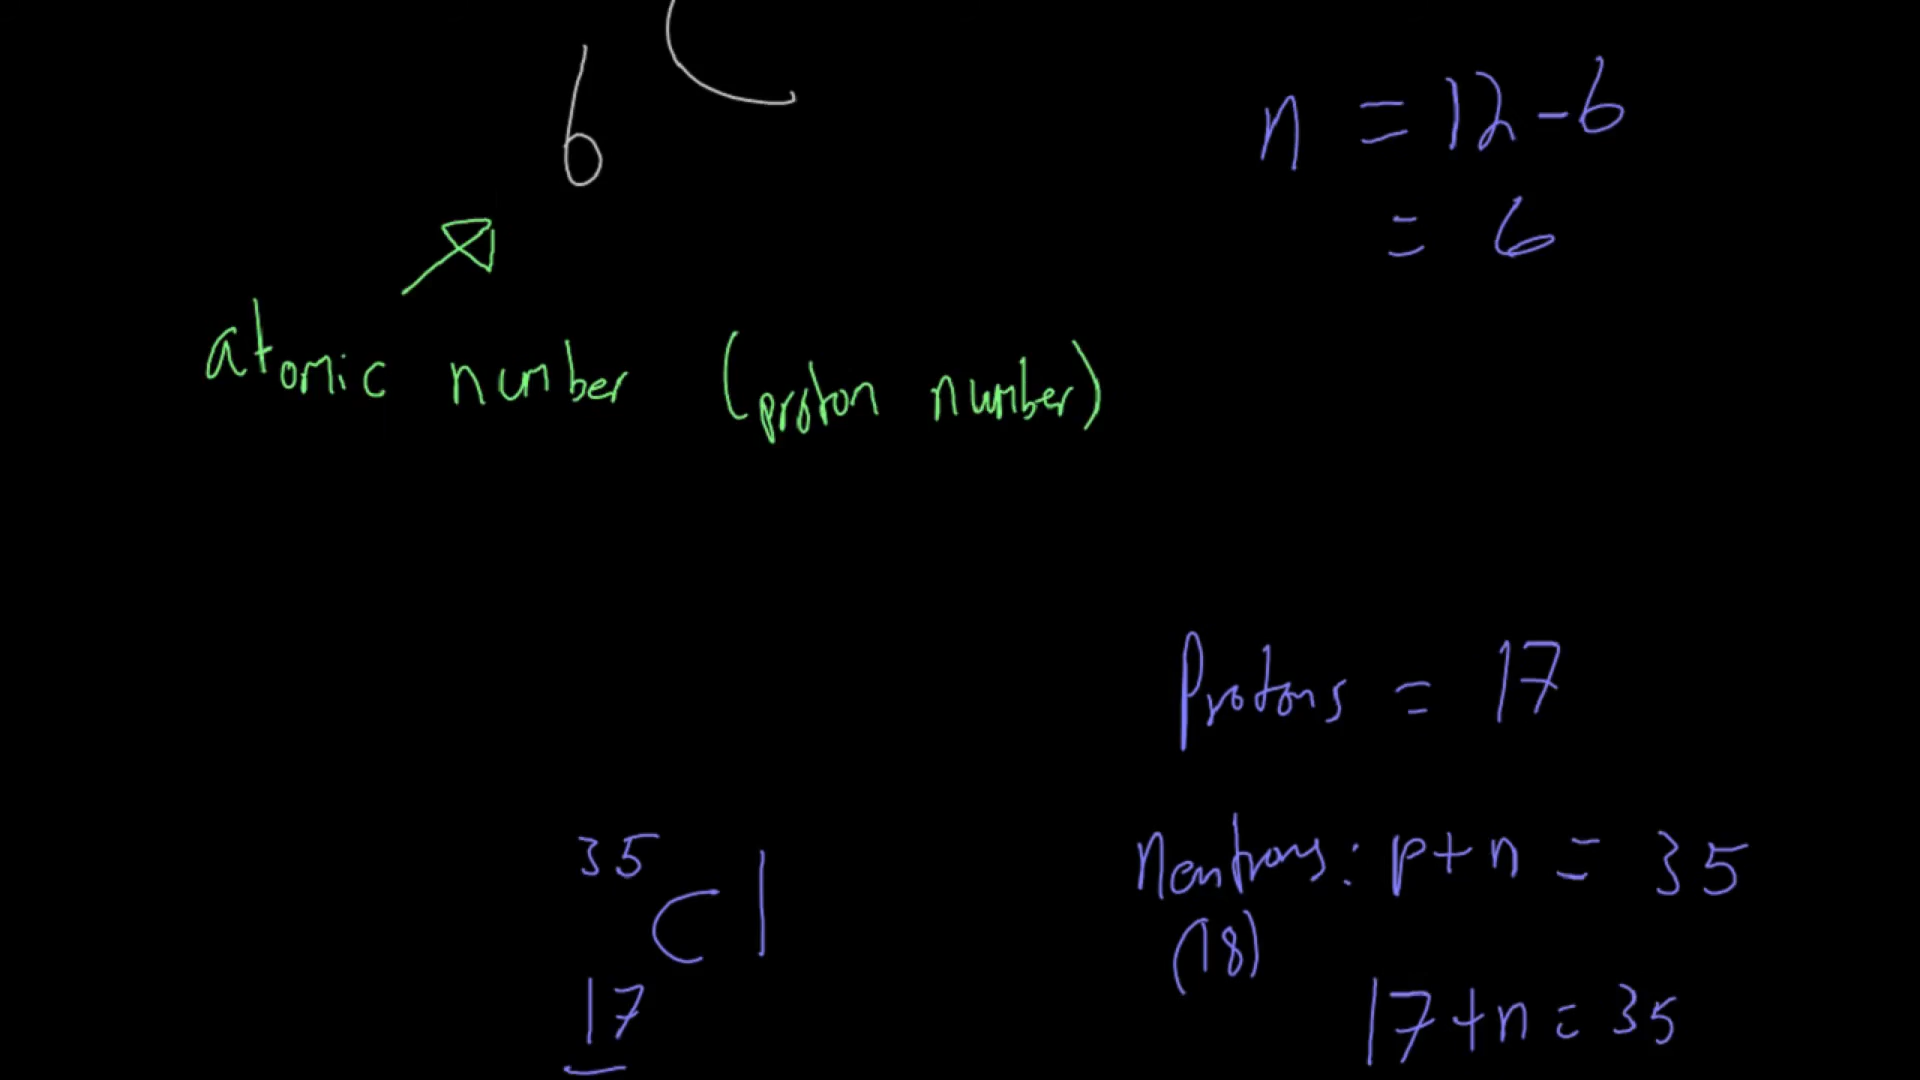 6 C
n = 12 - 6
= 6
atomic number (proton number)
Protons = 17
35
Cl
17
Neutrons: p + n = 35
(18)
17 + n = 35